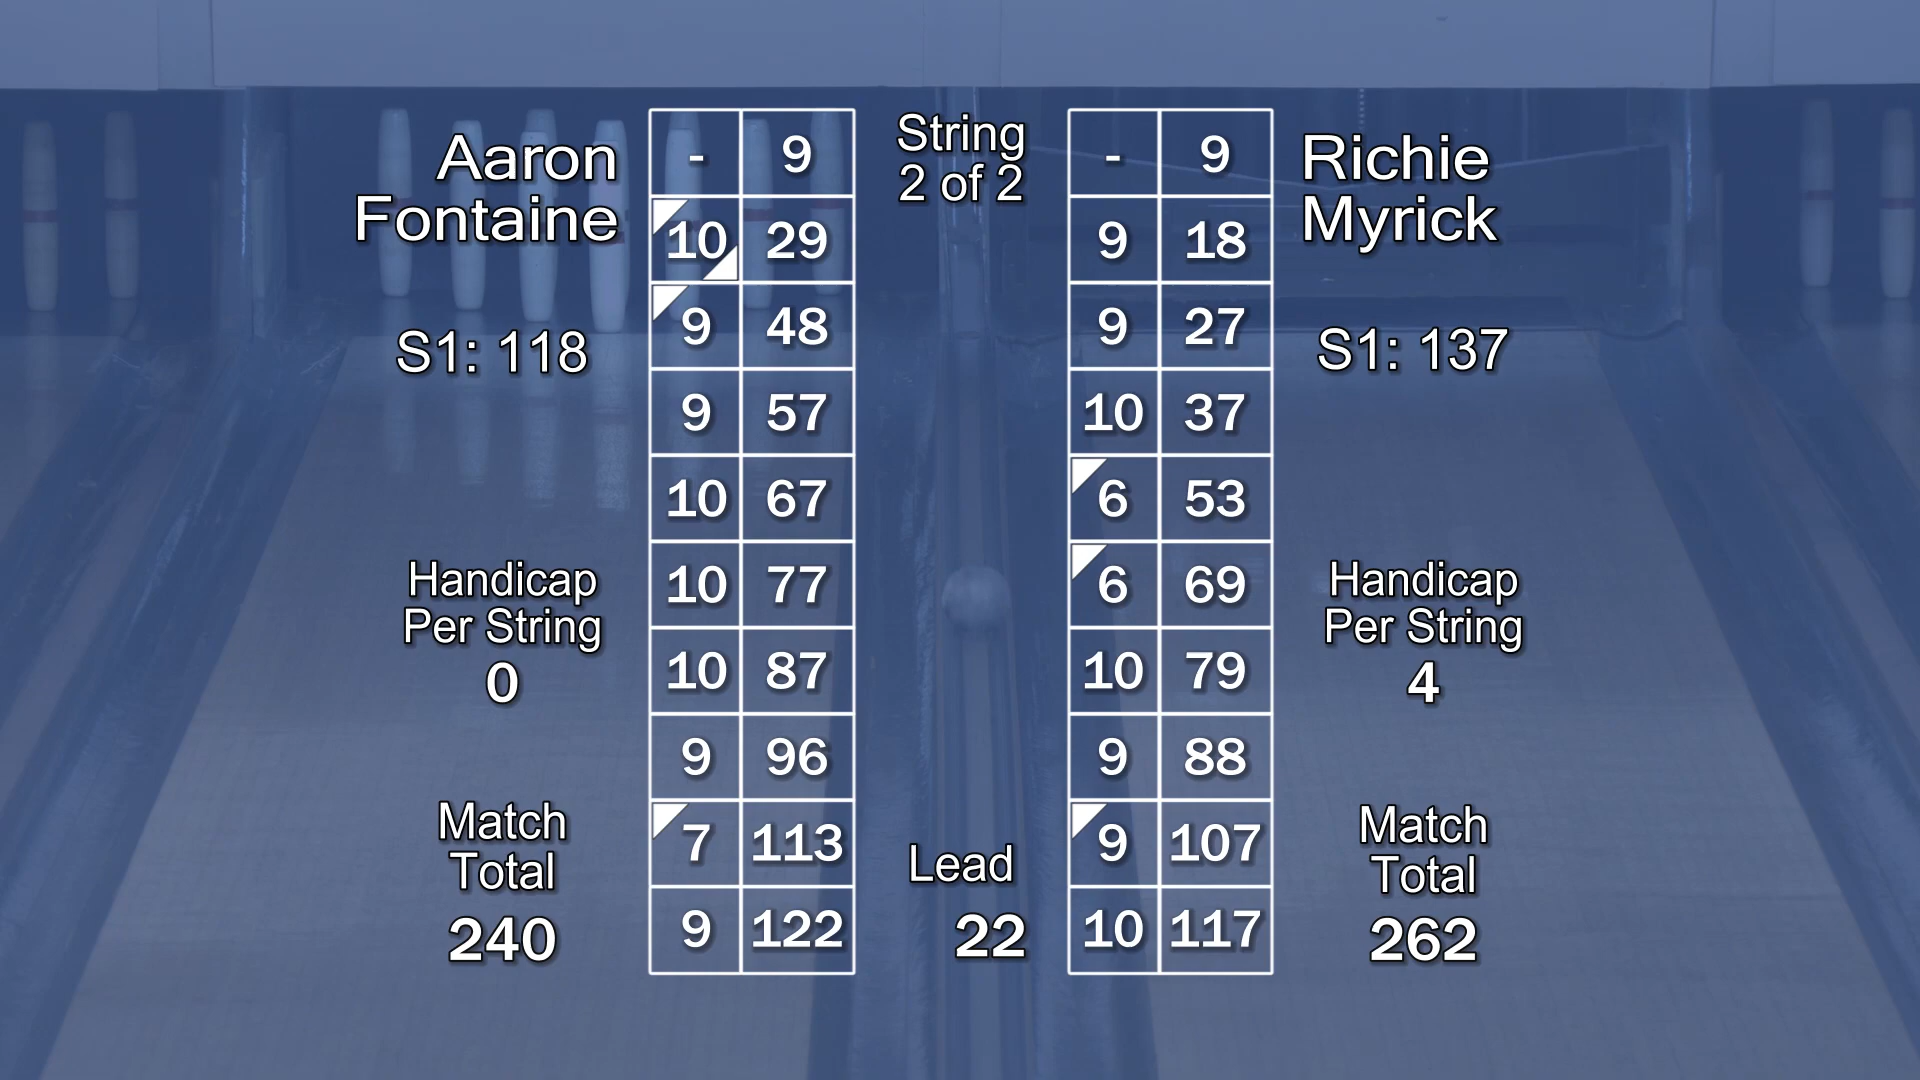 Aaron
Fontaine
S1: 118
Handicap
Per String
0
Match
Total
240
- 9
10 29
9 48
9 57
10 67
10 77
10 87
9 96
7 113
9 122
String
2 of 2
Lead
22
- 9
9 18
9 27
10 37
6 53
6 69
10 79
9 88
9 107
10 117
Richie
Myrick
S1: 137
Handicap
Per String
4
Match
Total
262